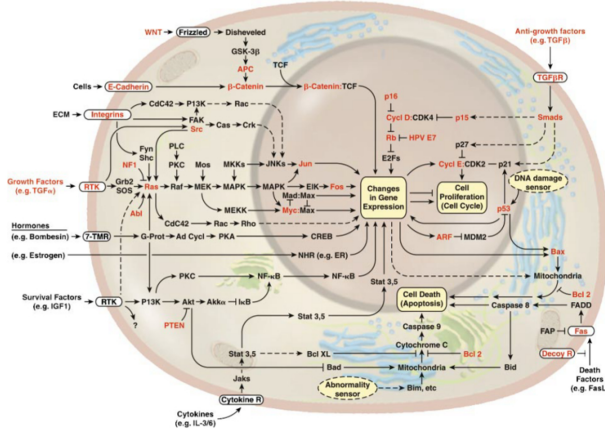 WNT Frizzled Disheveled
GSK-3β
APC
Anti-growth factors
(e.g. TGFβ)
TGFβR
TCF
Cells E-Cadherin β-Catenin β-Catenin:TCF
ECM Integrins CdC42 P13K Rac
FAK
Src Cas Crk
p16
Cycl D:CDK4 p15 Smads
Rb HPV E7
E2Fs
p27
Cycl E:CDK2 p21
DNA damage
sensor
Fyn
Shc
NF1
PLC
PKC Mos MKKs JNKs Jun
Growth Factors
(e.g. TGFα)
RTK Grb2
SOS
Ras Raf MEK MAPK MAPK ElK Fos
Mad:Max
MEKK Myc:Max
Abl
CdC42 Rac Rho
Changes
in Gene
Expression
Cell
Proliferation
(Cell Cycle)
p53
ARF MDM2
Hormones
(e.g. Bombesin) 7-TMR G-Prot Ad Cycl PKA CREB
(e.g. Estrogen) NHR (e.g. ER)
Bax
Mitochondria
PKC NF-κB NF-κB
Stat 3,5
Survival Factors
(e.g. IGF1)
RTK P13K Akt Akkα IκB
?
PTEN
Cell Death
(Apoptosis)
Bcl 2
Caspase 8 FADD
Stat 3,5
Caspase 9
Cytochrome C
FAP Fas
Stat 3,5 Bcl XL Bcl 2
Decoy R
Bad Mitochondria Bid
Jaks
Abnormality
sensor
Bim, etc
Death
Factors
(e.g. FasL)
Cytokine R
Cytokines
(e.g. IL-3/6)